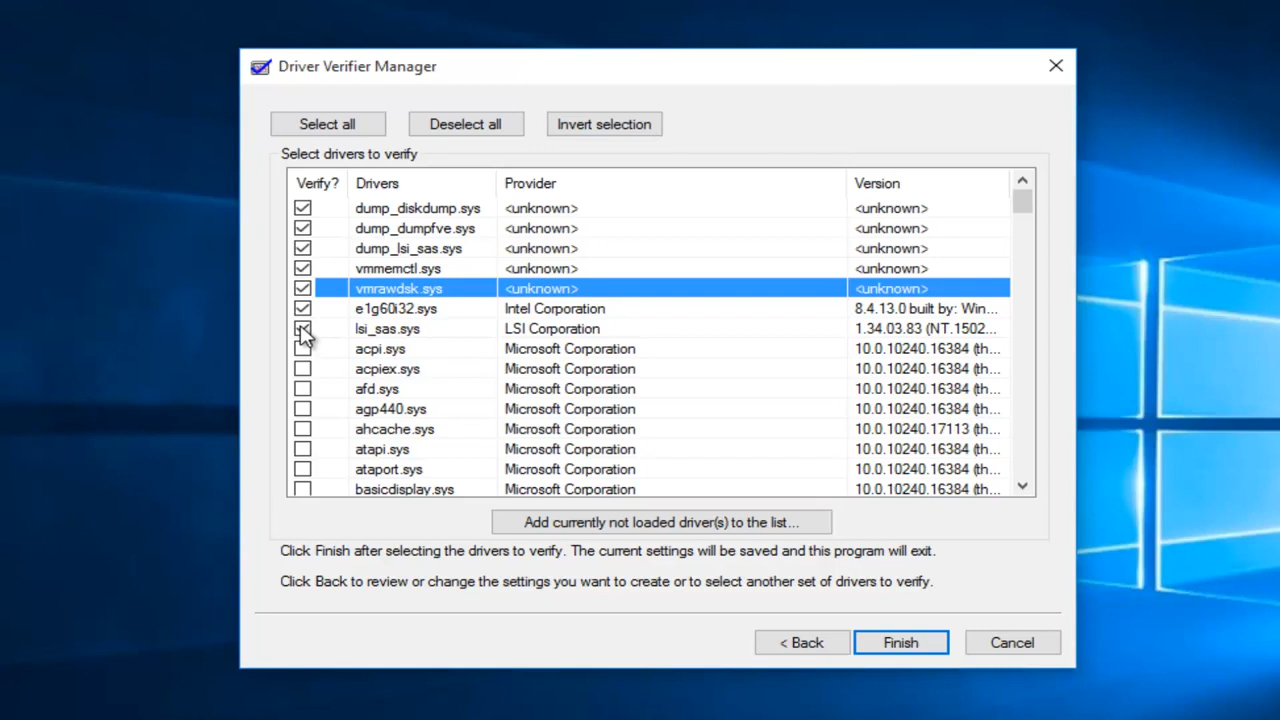 Driver Verifier Manager
Select all Deselect all Invert selection
Select drivers to verify
Verify? Drivers Provider Version
dump_diskdump.sys <unknown> <unknown>
dump_dumpfve.sys <unknown> <unknown>
dump_lsi_sas.sys <unknown> <unknown>
vmmemctl.sys <unknown> <unknown>
vmrawdsk.sys <unknown> <unknown>
e1g60i32.sys Intel Corporation 8.4.13.0 built by: Win...
lsi_sas.sys LSI Corporation 1.34.03.83 (NT.1502...
acpi.sys Microsoft Corporation 10.0.10240.16384 (th...
acpiex.sys Microsoft Corporation 10.0.10240.16384 (th...
afd.sys Microsoft Corporation 10.0.10240.16384 (th...
agp440.sys Microsoft Corporation 10.0.10240.16384 (th...
ahcache.sys Microsoft Corporation 10.0.10240.17113 (th...
atapi.sys Microsoft Corporation 10.0.10240.16384 (th...
ataport.sys Microsoft Corporation 10.0.10240.16384 (th...
basicdisplay.sys Microsoft Corporation 10.0.10240.16384 (th...
Add currently not loaded driver(s) to the list...
Click Finish after selecting the drivers to verify. The current settings will be saved and this program will exit.
Click Back to review or change the settings you want to create or to select another set of drivers to verify.
< Back Finish Cancel